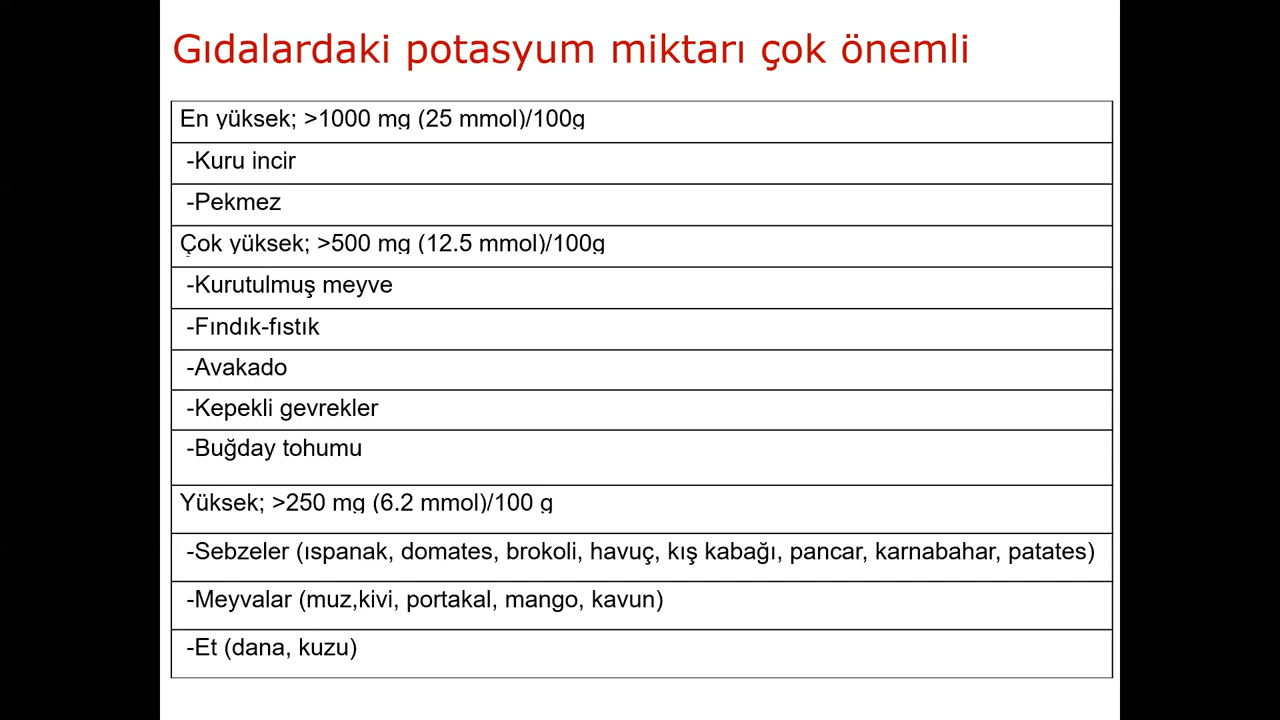 Gıdalardaki potasyum miktarı çok önemli
En yüksek; >1000 mg (25 mmol)/100g
-Kuru incir
-Pekmez
Çok yüksek; >500 mg (12.5 mmol)/100g
-Kurutulmuş meyve
-Fındık-fıstık
-Avakado
-Kepekli gevrekler
-Buğday tohumu
Yüksek; >250 mg (6.2 mmol)/100 g
-Sebzeler (ıspanak, domates, brokoli, havuç, kış kabağı, pancar, karnabahar, patates)
-Meyvalar (muz,kivi, portakal, mango, kavun)
-Et (dana, kuzu)